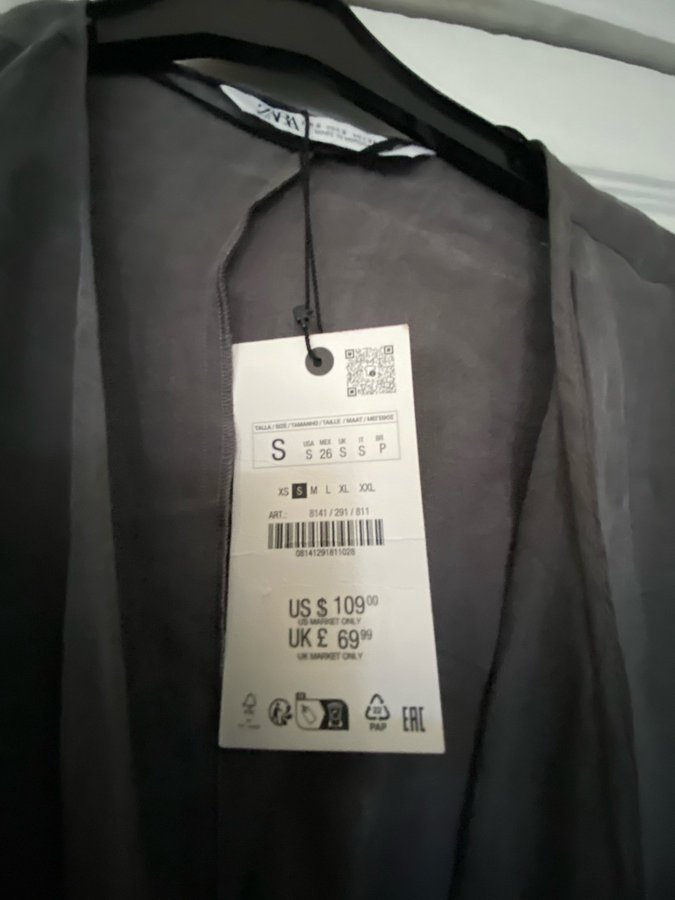 ZARA
TALLA / SIZE / TAMANHO / TAILLE / MAAT / ΜΕΓΕΘΟΣ
S
USA MEX UK IT BR
S 26 S S P
XS S M L XL XXL
ART.: 8141 / 291 / 811
08141291811028
US $ 109 00
US MARKET ONLY
UK £ 69 99
UK MARKET ONLY
PAP
EAC